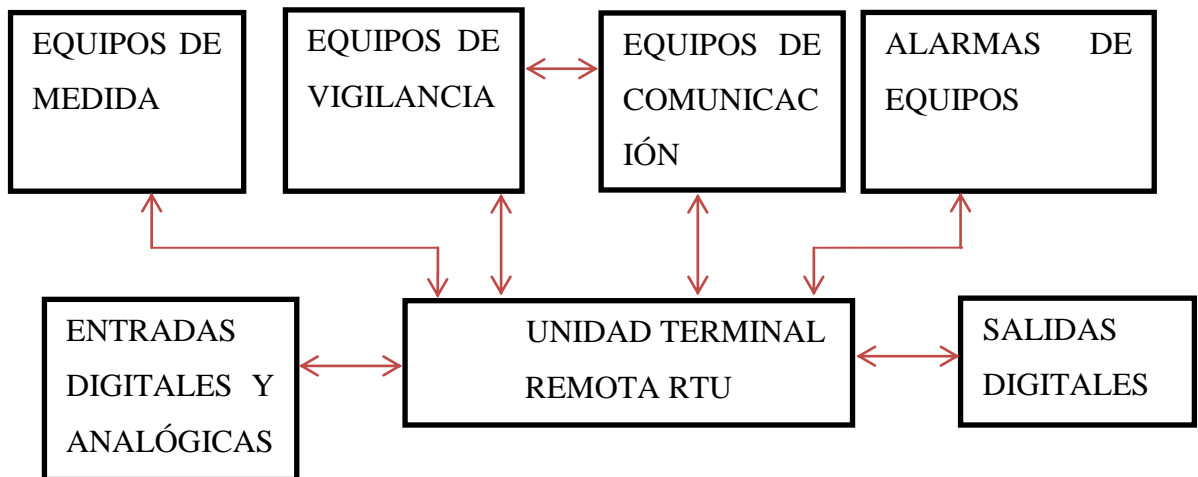 EQUIPOS DE
MEDIDA
EQUIPOS DE
VIGILANCIA
EQUIPOS DE
COMUNICAC
IÓN
ALARMAS DE
EQUIPOS
ENTRADAS
DIGITALES Y
ANALÓGICAS
UNIDAD TERMINAL
REMOTA RTU
SALIDAS
DIGITALES